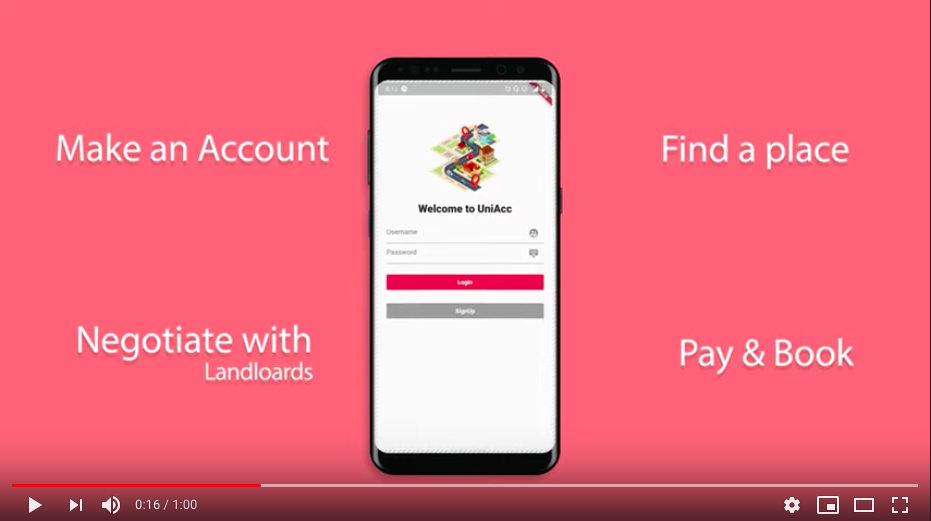 Make an Account
Find a place
Welcome to UniAcc
Username
Password
Login
SignUp
Negotiate with
Landloards
Pay & Book
0:16 / 1:00